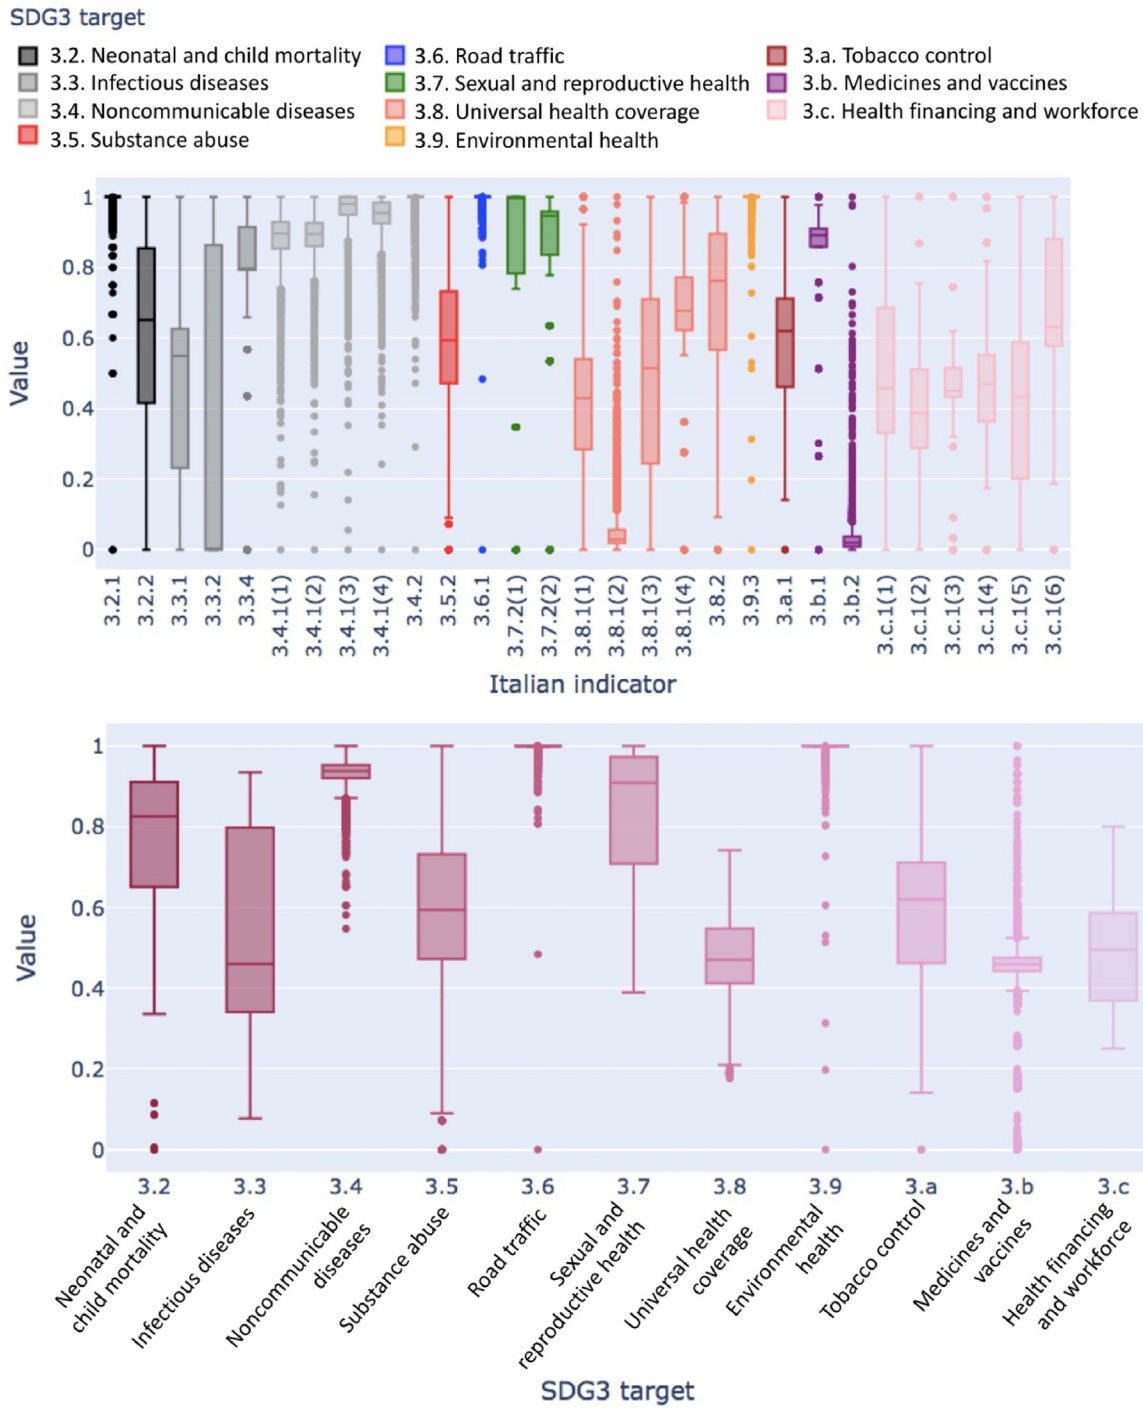 SDG3 target
3.2. Neonatal and child mortality
3.3. Infectious diseases
3.4. Noncommunicable diseases
3.5. Substance abuse
3.6. Road traffic
3.7. Sexual and reproductive health
3.8. Universal health coverage
3.9. Environmental health
3.a. Tobacco control
3.b. Medicines and vaccines
3.c. Health financing and workforce
Value
1
0.8
0.6
0.4
0.2
0
3.2.1
3.2.2
3.3.1
3.3.2
3.3.4
3.4.1(1)
3.4.1(2)
3.4.1(3)
3.4.1(4)
3.4.2
3.5.2
3.6.1
3.7.2(1)
3.7.2(2)
3.8.1(1)
3.8.1(2)
3.8.1(3)
3.8.1(4)
3.8.2
3.9.3
3.a.1
3.b.1
3.b.2
3.c.1(1)
3.c.1(2)
3.c.1(3)
3.c.1(4)
3.c.1(5)
3.c.1(6)
Italian indicator
Value
1
0.8
0.6
0.4
0.2
0
3.2
3.3
3.4
3.5
3.6
3.7
3.8
3.9
3.a
3.b
3.c
Neonatal and
child mortality
Infectious diseases
Noncommunicable
diseases
Substance abuse
Road traffic
Sexual and
reproductive health
Universal health
coverage
Environmental
health
Tobacco control
Medicines and
vaccines
Health financing
and workforce
SDG3 target